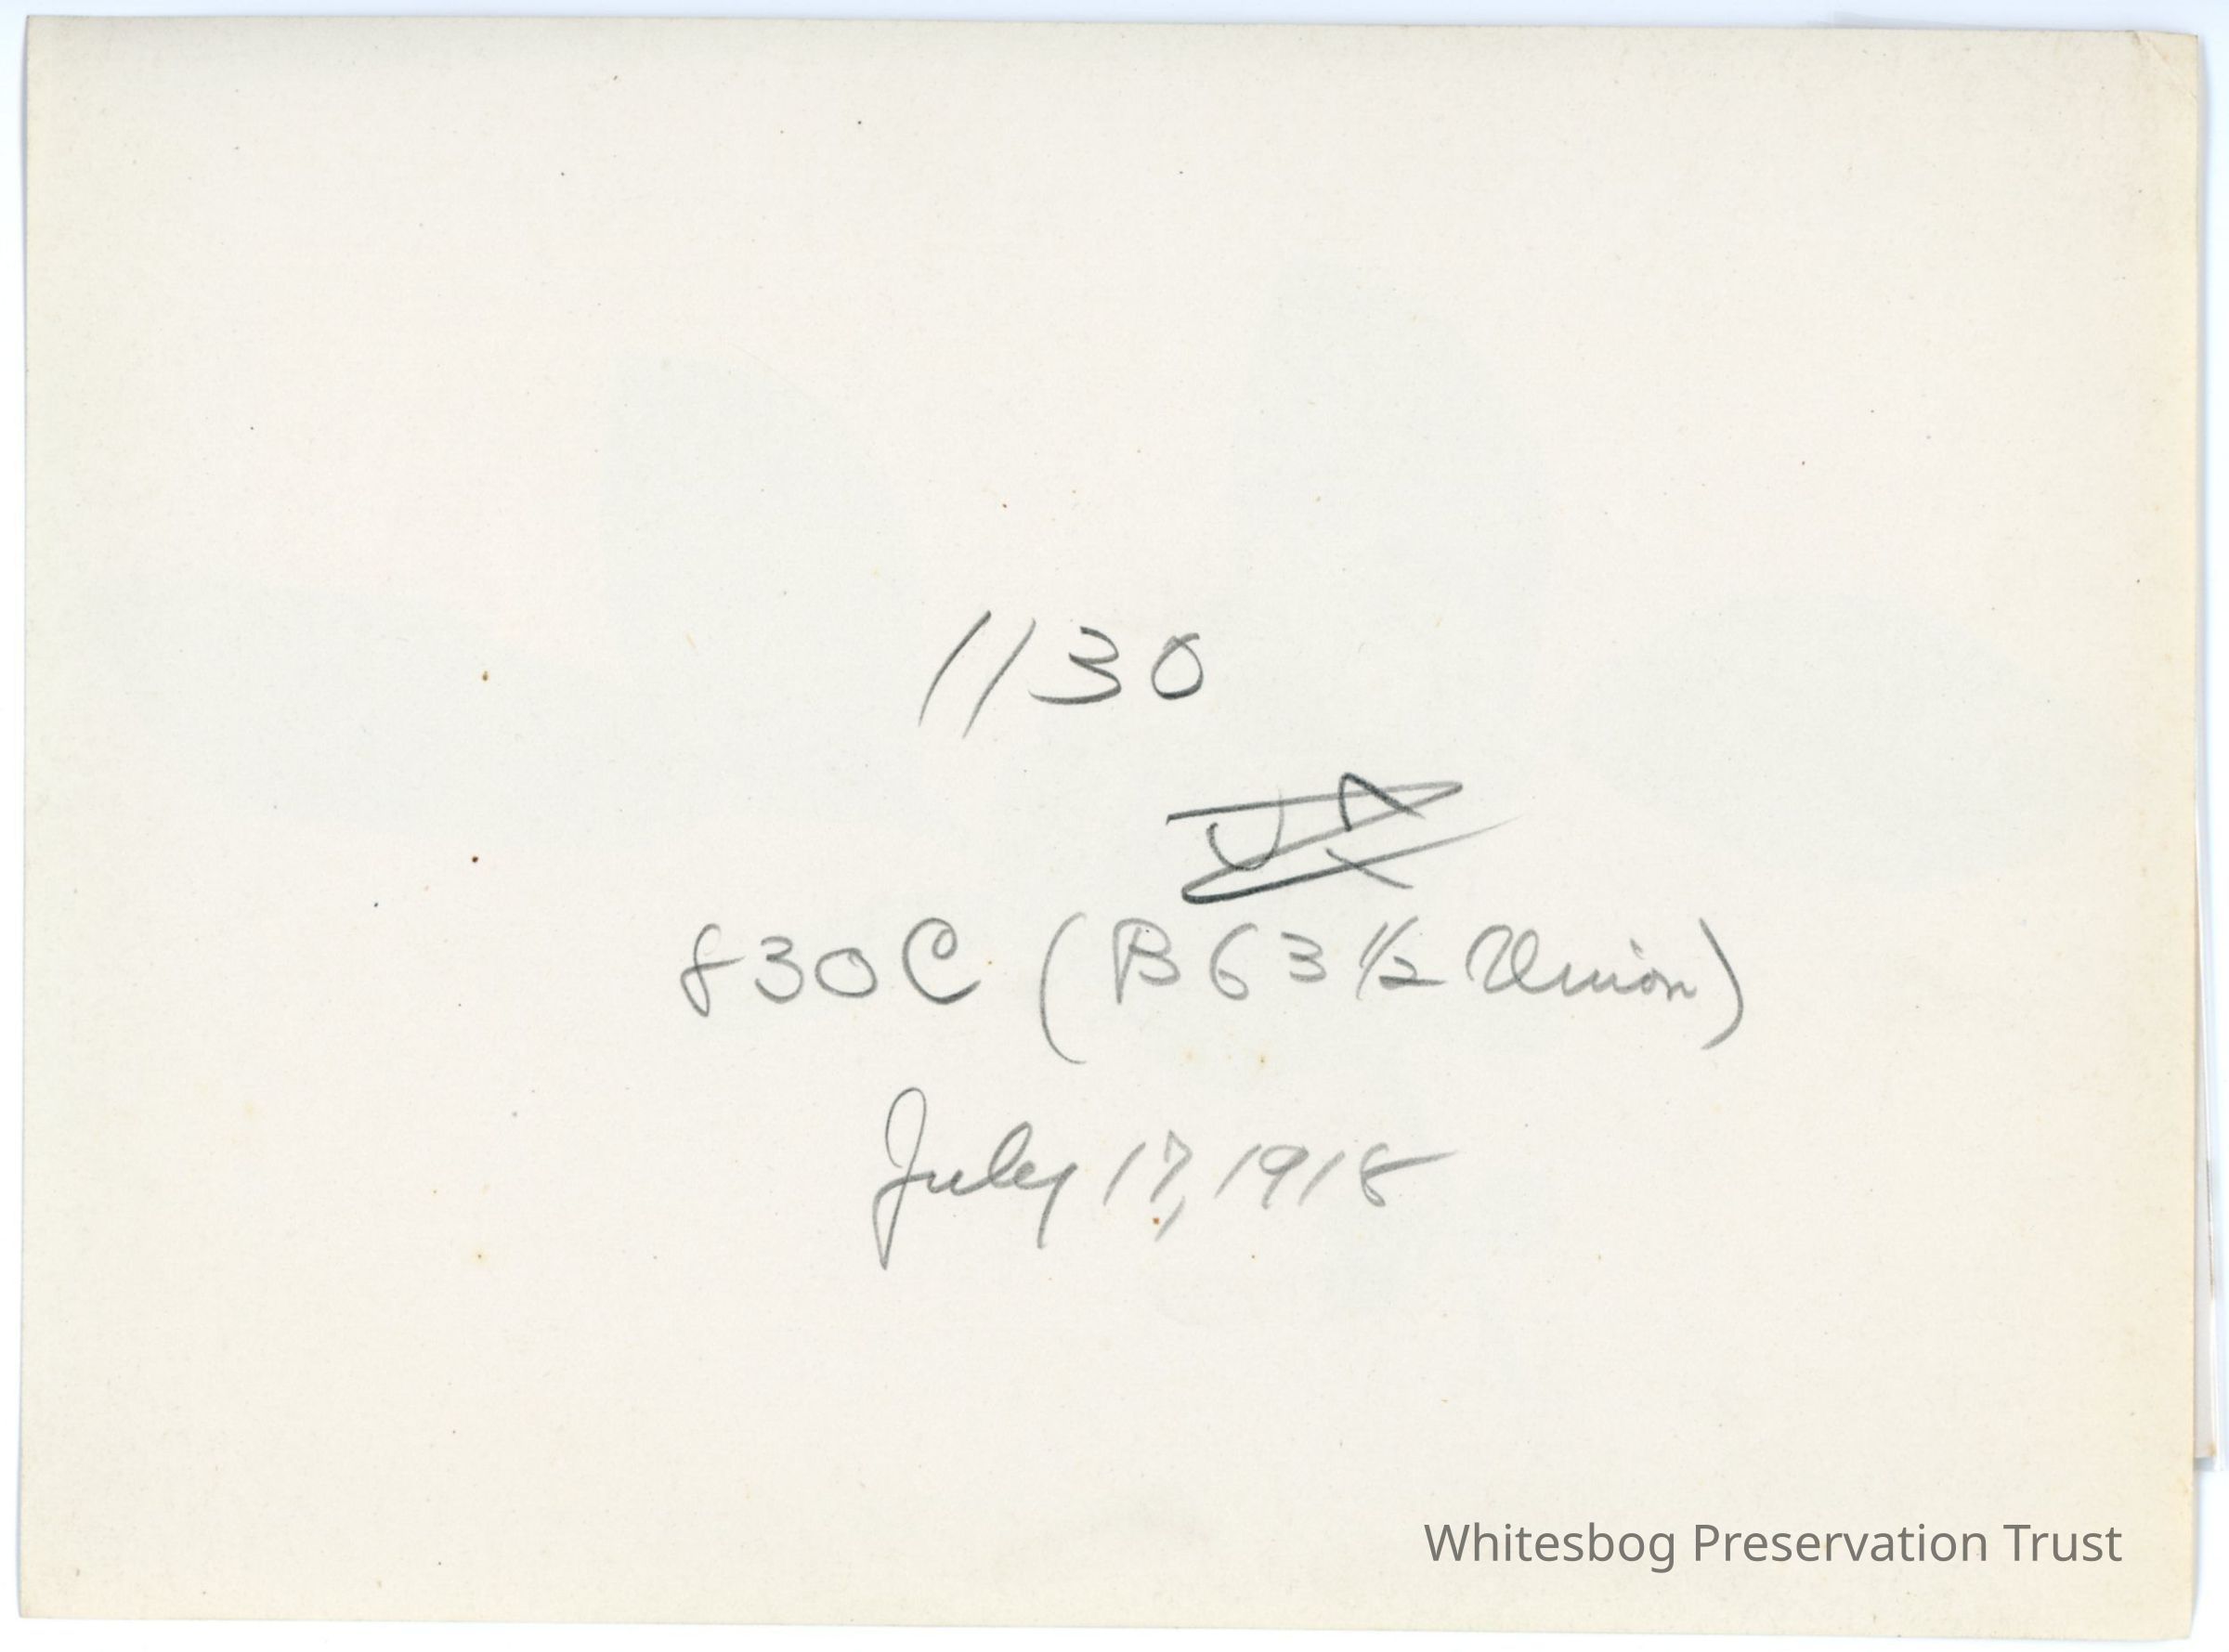 1130
830C (B63½ Union)
July 17, 1918
Whitesbog Preservation Trust